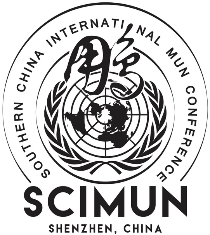 SOUTHERN CHINA INTERNATIONAL MUN CONFERENCE
SCIMUN
SHENZHEN, CHINA